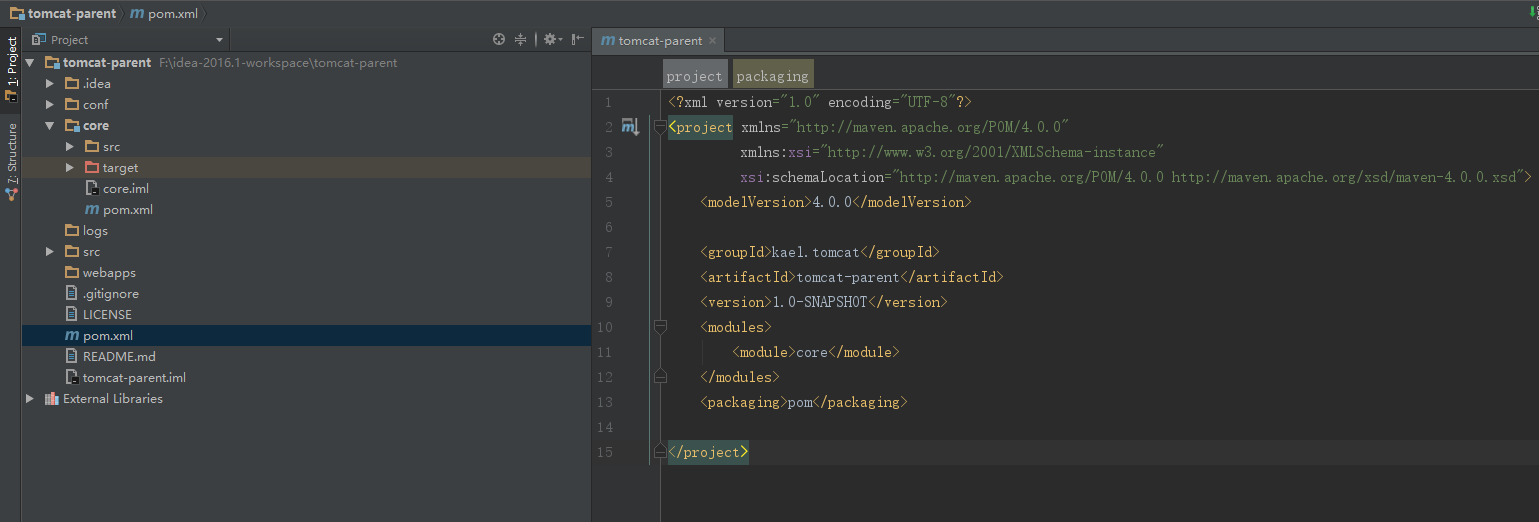 tomcat-parent pom.xml
1: Project
7: Structure
Project
tomcat-parent F:\idea-2016.1-workspace\tomcat-parent
.idea
conf
core
src
target
core.iml
pom.xml
logs
src
webapps
.gitignore
LICENSE
pom.xml
README.md
tomcat-parent.iml
External Libraries
tomcat-parent
project packaging
1 <?xml version="1.0" encoding="UTF-8"?>
2 <project xmlns="http://maven.apache.org/POM/4.0.0"
3 xmlns:xsi="http://www.w3.org/2001/XMLSchema-instance"
4 xsi:schemaLocation="http://maven.apache.org/POM/4.0.0 http://maven.apache.org/xsd/maven-4.0.0.xsd">
5 <modelVersion>4.0.0</modelVersion>
6
7 <groupId>kael.tomcat</groupId>
8 <artifactId>tomcat-parent</artifactId>
9 <version>1.0-SNAPSHOT</version>
10 <modules>
11 <module>core</module>
12 </modules>
13 <packaging>pom</packaging>
14
15 </project>